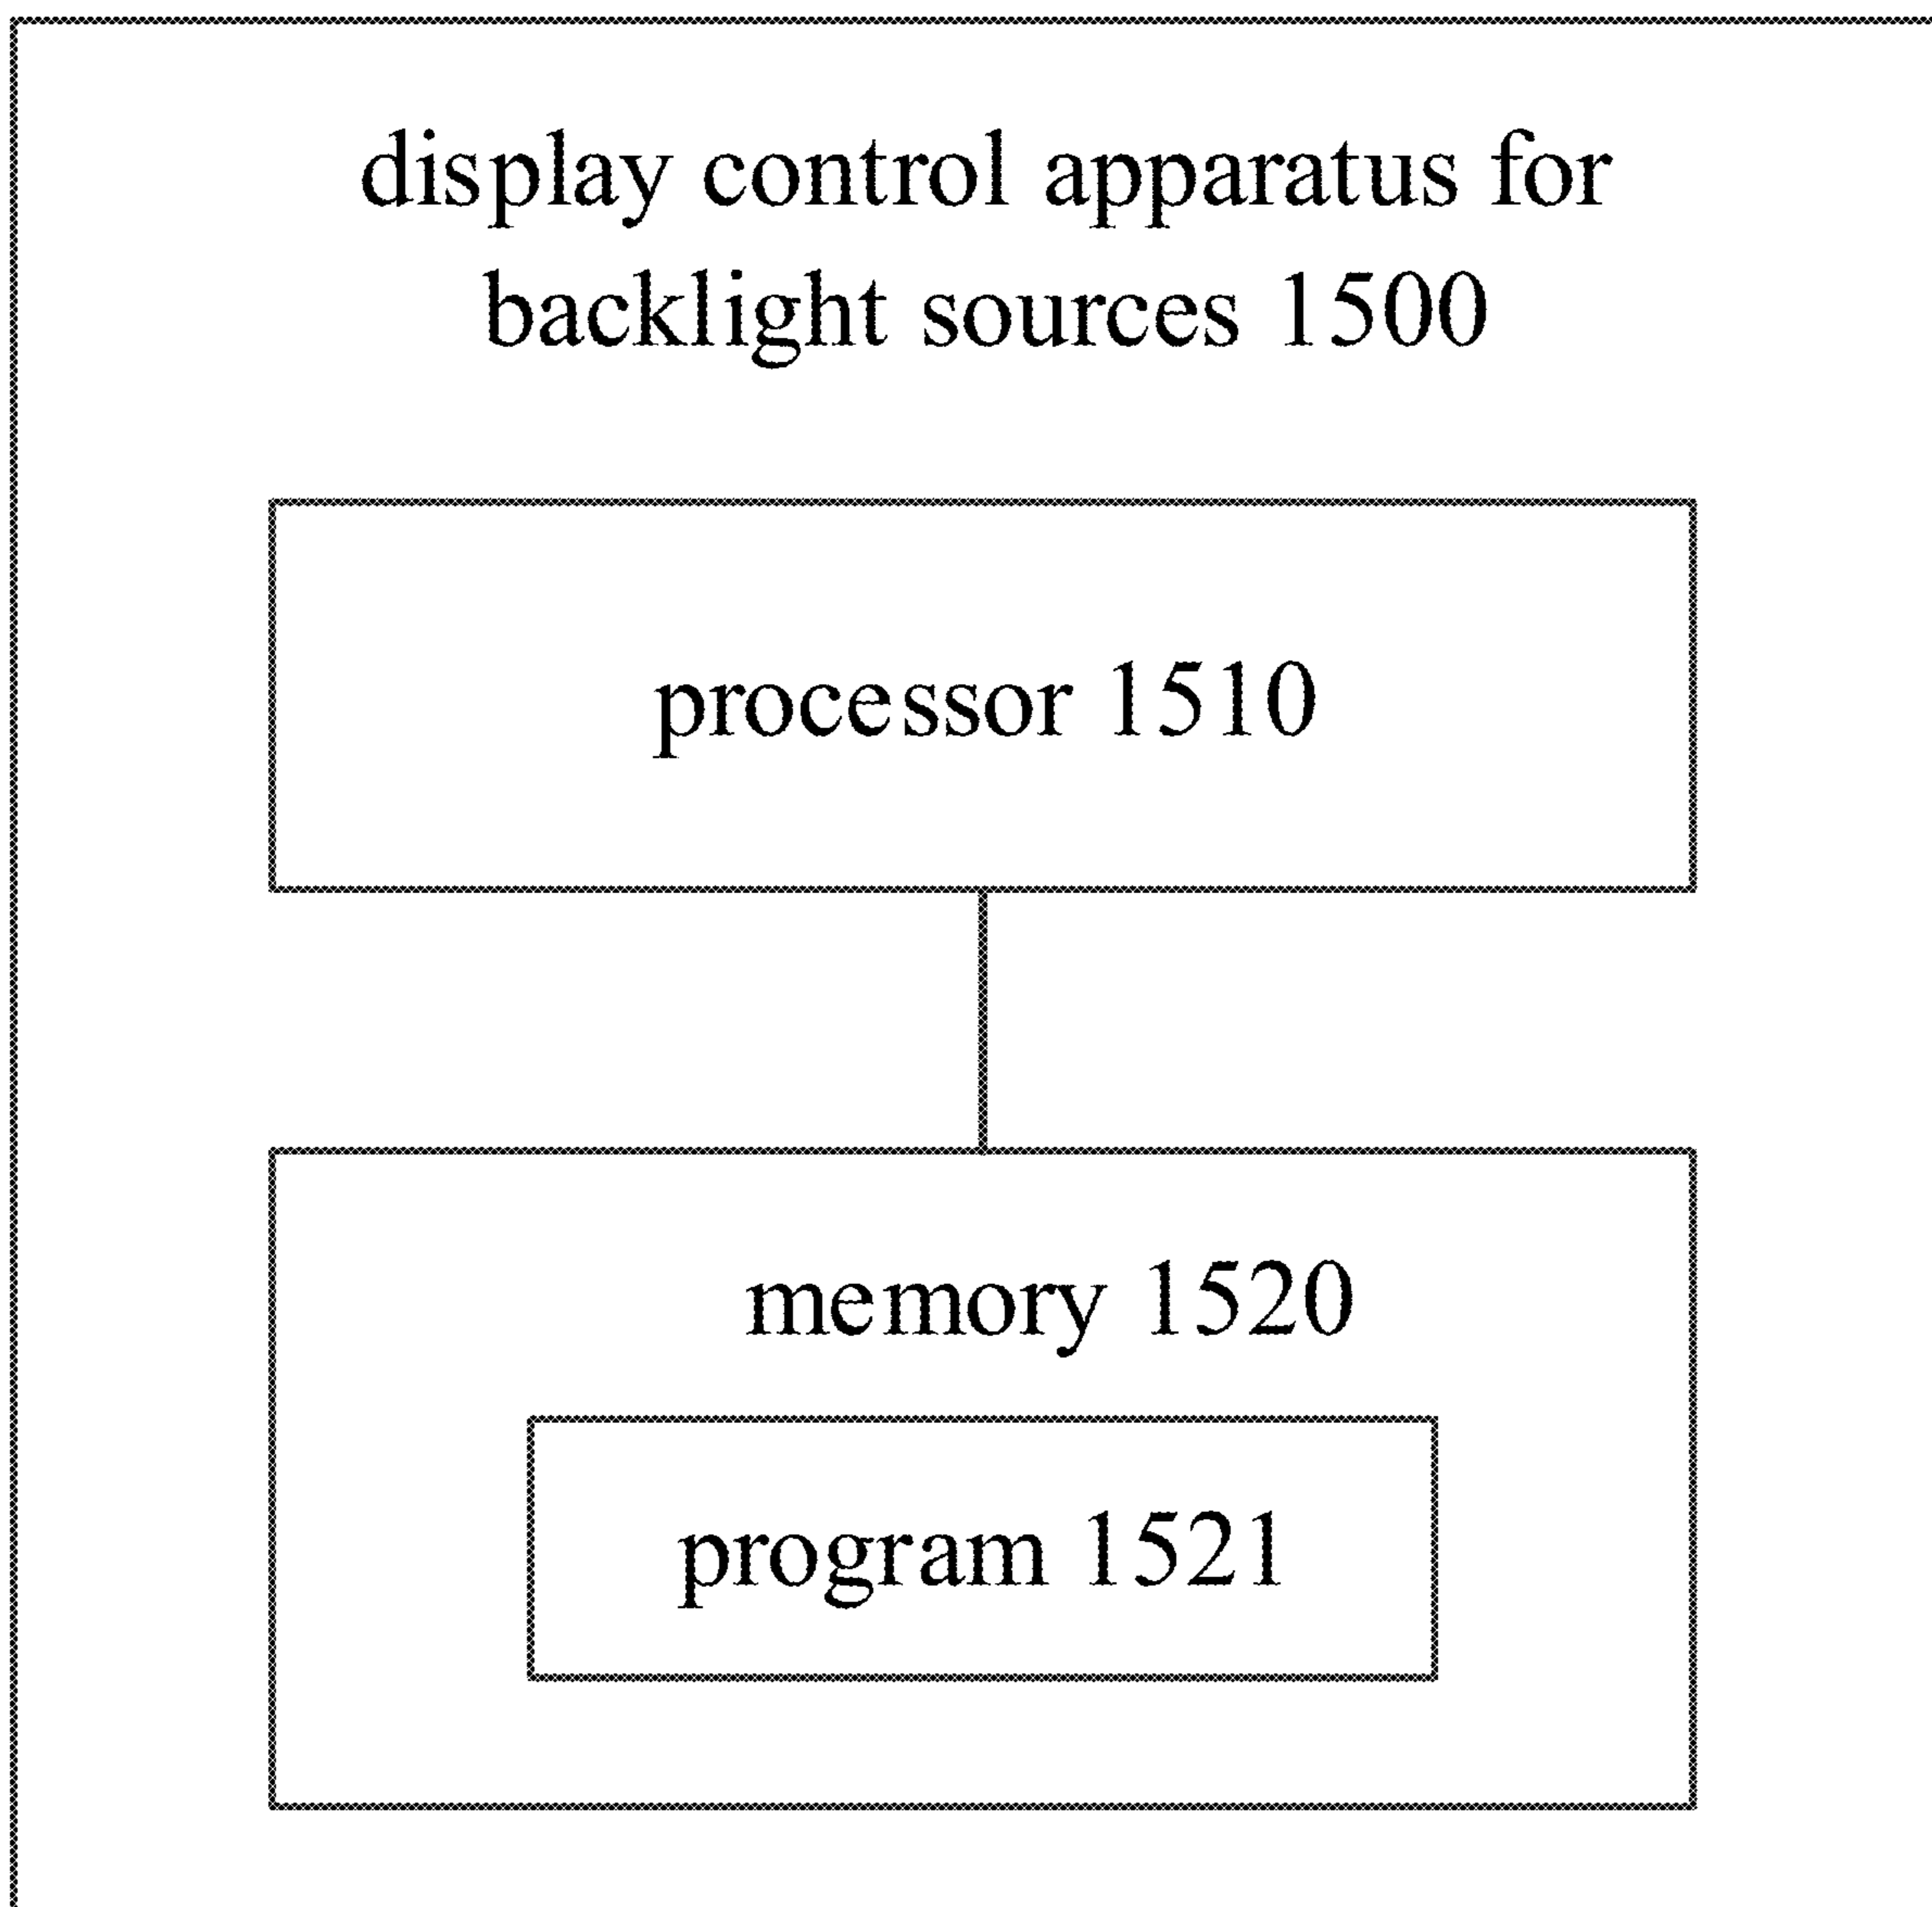 display control apparatus for
backlight sources 1500
processor 1510
memory 1520
program 1521